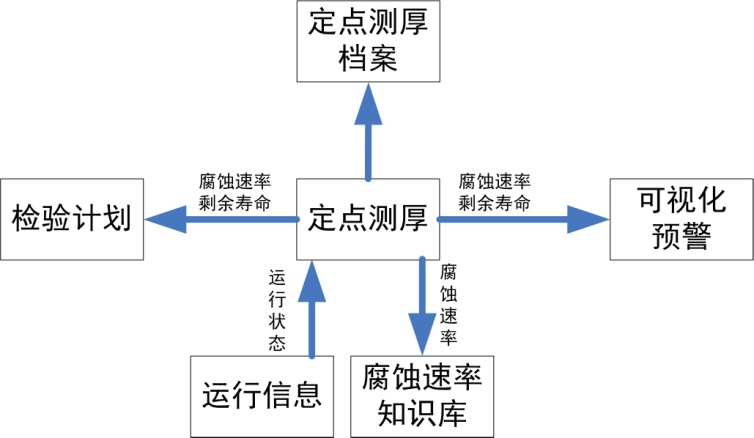 定点测厚
档案
腐蚀速率
剩余寿命
腐蚀速率
剩余寿命
检验计划
定点测厚
可视化
预警
运行状态
腐蚀速率
运行信息
腐蚀速率
知识库